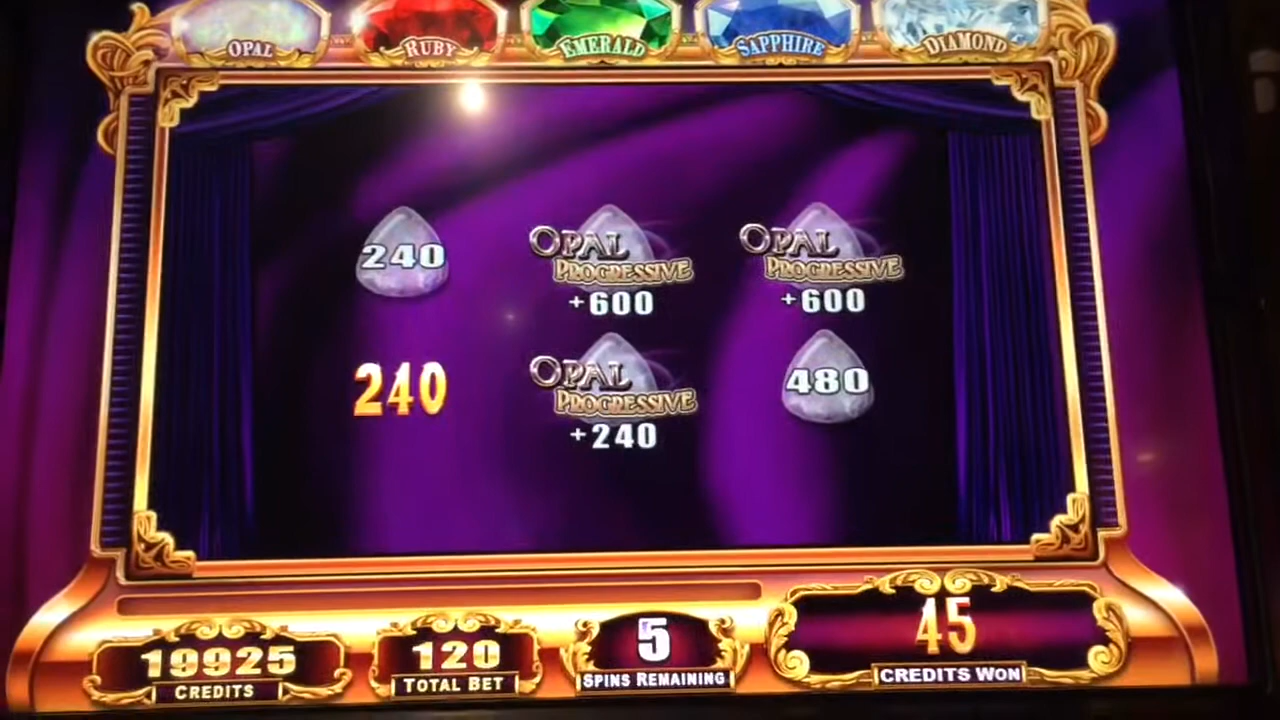 OPAL
RUBY
EMERALD
SAPPHIRE
DIAMOND
240
OPAL
PROGRESSIVE
+600
OPAL
PROGRESSIVE
+600
240
OPAL
PROGRESSIVE
+240
480
19925
CREDITS
120
TOTAL BET
5
SPINS REMAINING
45
CREDITS WON